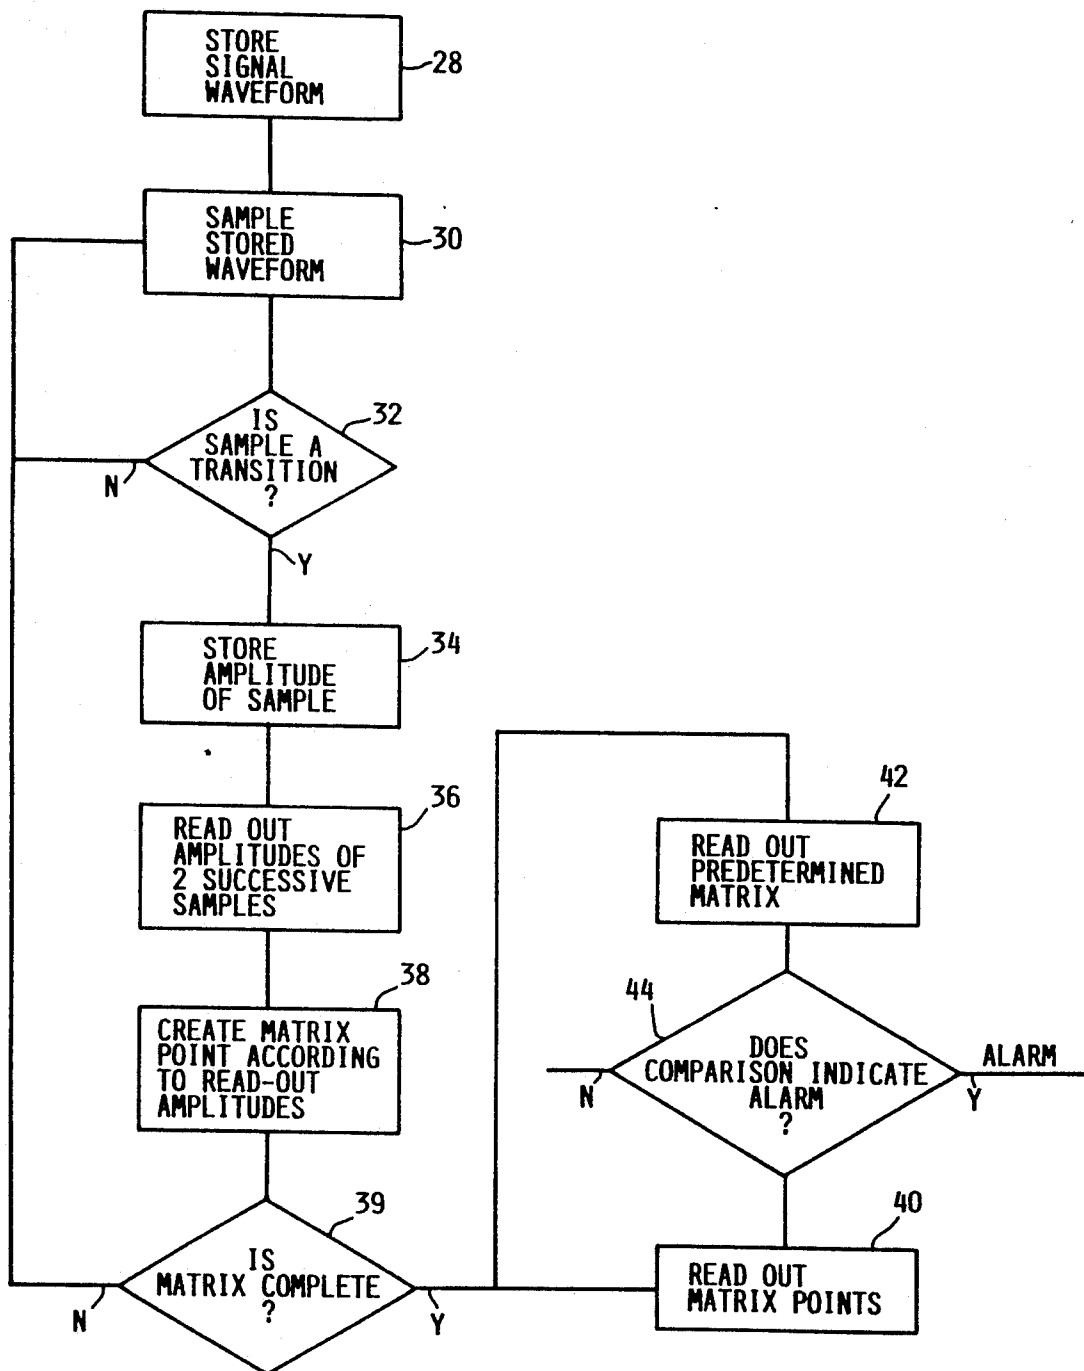 STORE
SIGNAL
WAVEFORM
28
SAMPLE
STORED
WAVEFORM
30
IS
SAMPLE A
TRANSITION
?
32
N
Y
STORE
AMPLITUDE
OF SAMPLE
34
READ OUT
AMPLITUDES OF
2 SUCCESSIVE
SAMPLES
36
CREATE MATRIX
POINT ACCORDING
TO READ-OUT
AMPLITUDES
38
IS
MATRIX COMPLETE
?
39
N
Y
READ OUT
PREDETERMINED
MATRIX
42
DOES
COMPARISON INDICATE
ALARM
?
44
N
ALARM
Y
READ OUT
MATRIX POINTS
40